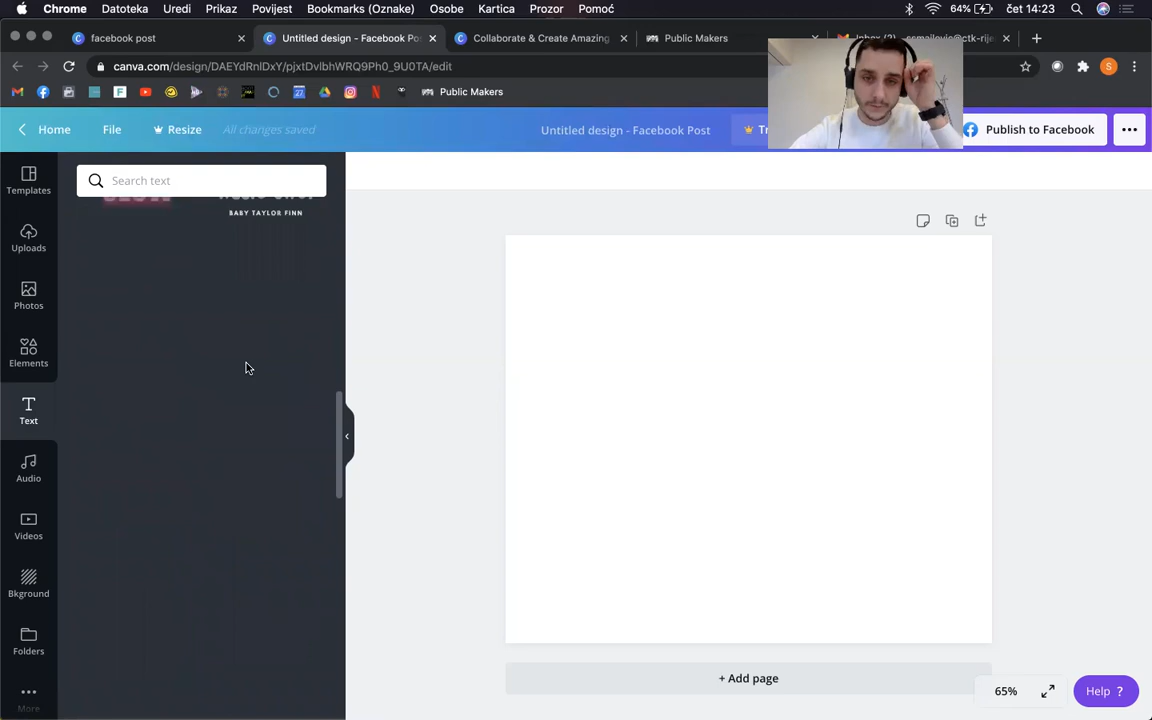 Chrome Datoteka Uredi Prikaz Povijest Bookmarks (Oznake) Osobe Kartica Prozor Pomoć 64% čet 14:23
facebook post
Untitled design - Facebook Po
Collaborate & Create Amazing
Public Makers
canva.com/design/DAEYdRnlDxY/pjxtDvlbhWRQ9Ph0_9U0TA/edit
S
Public Makers
Home File Resize All changes saved
Untitled design - Facebook Post
Publish to Facebook
Search text
BABY TAYLOR FINN
Templates
Uploads
Photos
Elements
Text
Audio
Videos
Bkground
Folders
More
+ Add page
65%
Help ?